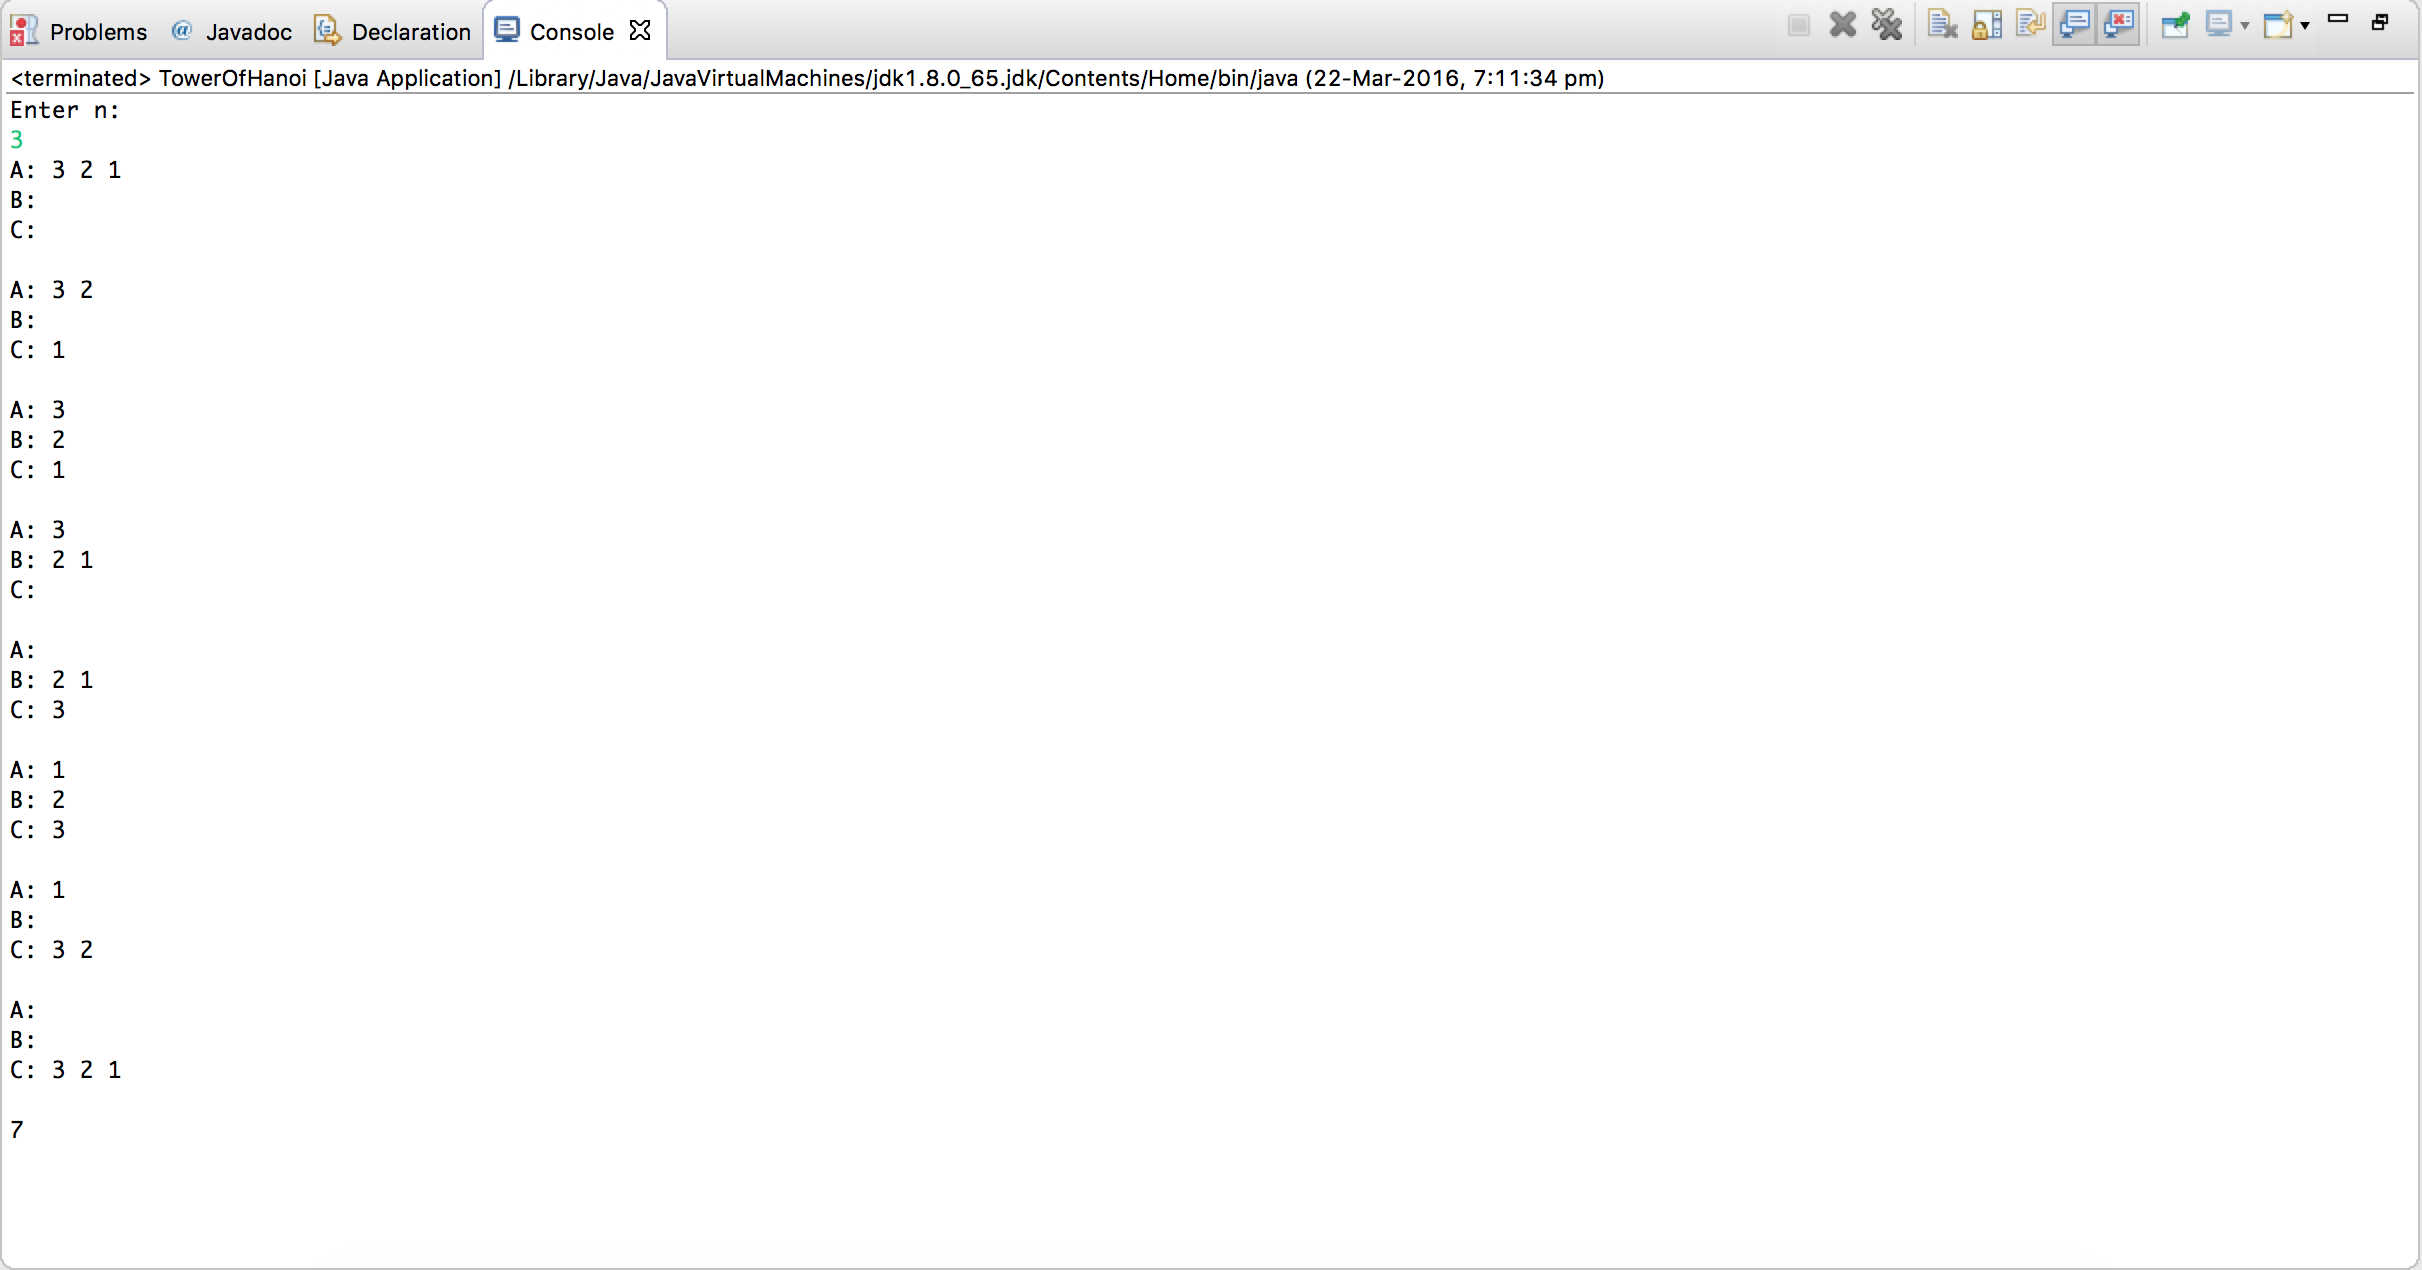 Problems @ Javadoc Declaration Console
<terminated> TowerOfHanoi [Java Application] /Library/Java/JavaVirtualMachines/jdk1.8.0_65.jdk/Contents/Home/bin/java (22-Mar-2016, 7:11:34 pm)
Enter n:
3
A: 3 2 1
B:
C:
A: 3 2
B:
C: 1
A: 3
B: 2
C: 1
A: 3
B: 2 1
C:
A:
B: 2 1
C: 3
A: 1
B: 2
C: 3
A: 1
B:
C: 3 2
A:
B:
C: 3 2 1
7